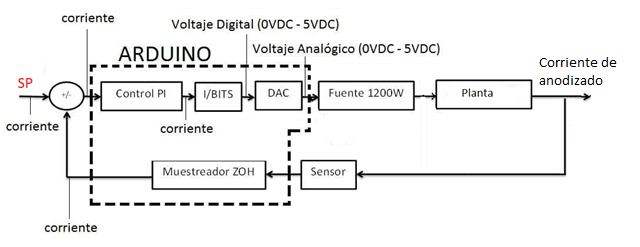 corriente
Voltaje Digital (0VDC - 5VDC)
ARDUINO
Voltaje Analógico (0VDC - 5VDC)
Corriente de
anodizado
SP
+/-
Control PI
I/BITS
DAC
Fuente 1200W
Planta
corriente
corriente
Muestreador ZOH
Sensor
corriente